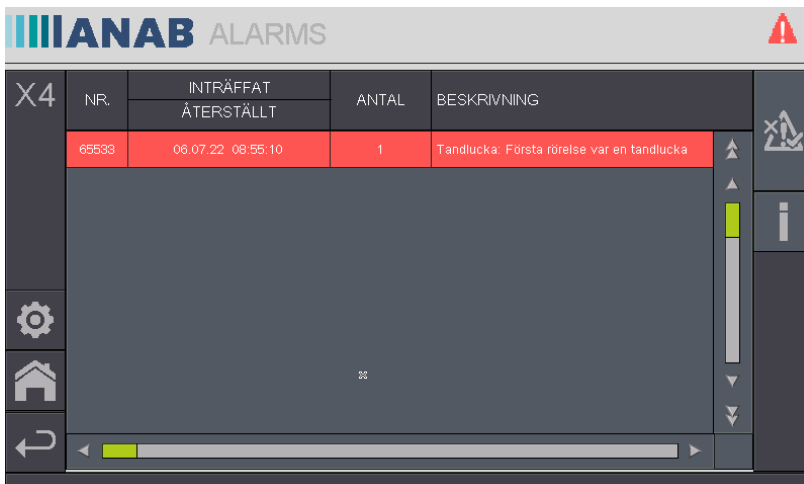 ANAB ALARMS
X4
NR.
INTRÄFFAT
ÅTERSTÄLLT
ANTAL
BESKRIVNING
65533
06.07.22 08:55:10
1
Tandlucka: Första rörelse var en tandlucka
i